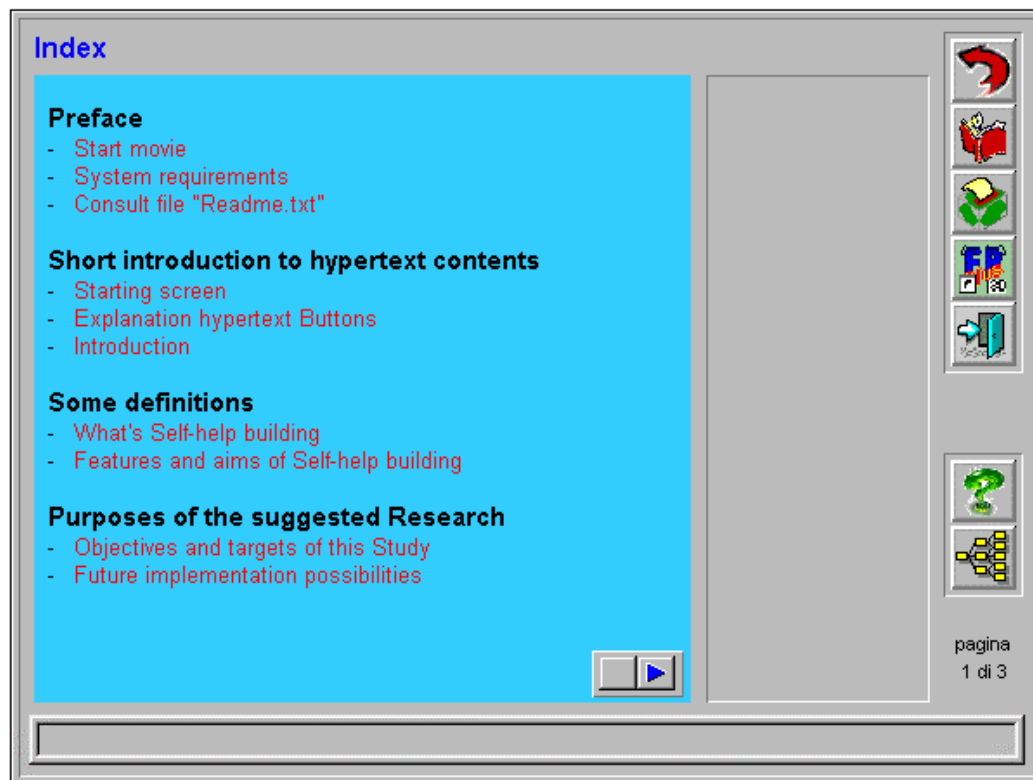 Index
Preface
- Start movie
- System requirements
- Consult file "Readme.txt"
Short introduction to hypertext contents
- Starting screen
- Explanation hypertext Buttons
- Introduction
Some definitions
- What's Self-help building
- Features and aims of Self-help building
Purposes of the suggested Research
- Objectives and targets of this Study
- Future implementation possibilities
pagina
1 di 3